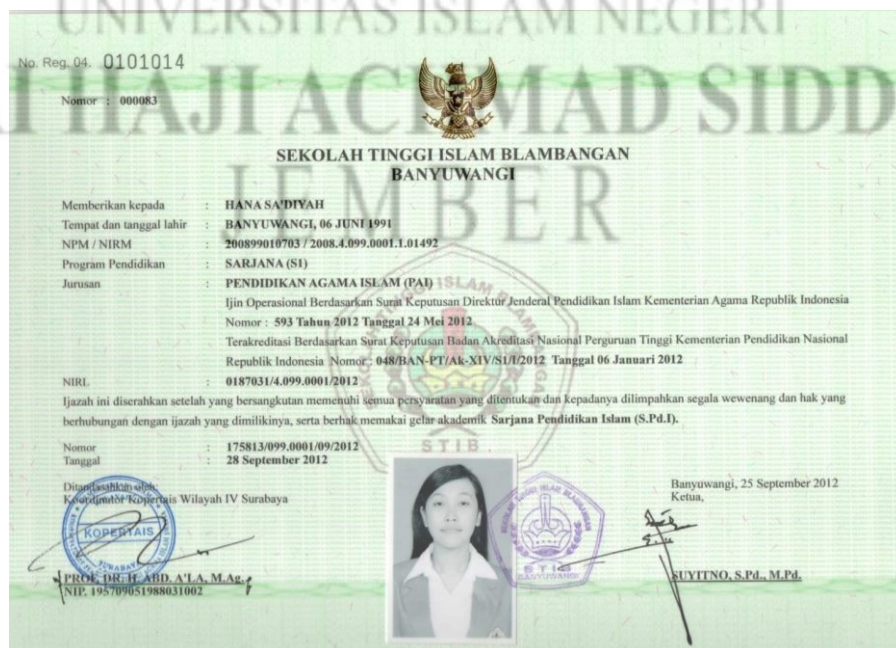 UNIVERSITAS ISLAM NEGERI
HAJI ACHMAD SIDD
JEMBER
No. Reg. 04. 0101014
Nomor : 000083
SEKOLAH TINGGI ISLAM BLAMBANGAN
BANYUWANGI
Memberikan kepada : HANA SA'DIYAH
Tempat dan tanggal lahir : BANYUWANGI, 06 JUNI 1991
NPM / NIRM : 200899010703 / 2008.4.099.0001.1.01492
Program Pendidikan : SARJANA (S1)
Jurusan : PENDIDIKAN AGAMA ISLAM (PAI)
Ijin Operasional Berdasarkan Surat Keputusan Direktur Jenderal Pendidikan Islam Kementerian Agama Republik Indonesia
Nomor : 593 Tahun 2012 Tanggal 24 Mei 2012
Terakreditasi Berdasarkan Surat Keputusan Badan Akreditasi Nasional Perguruan Tinggi Kementerian Pendidikan Nasional
Republik Indonesia Nomor : 048/BAN-PT/Ak-XIV/S1/I/2012 Tanggal 06 Januari 2012
NIRL : 0187031/4.099.0001/2012
Ijazah ini diserahkan setelah yang bersangkutan memenuhi semua persyaratan yang ditentukan dan kepadanya dilimpahkan segala wewenang dan hak yang
berhubungan dengan ijazah yang dimilikinya, serta berhak memakai gelar akademik Sarjana Pendidikan Islam (S.Pd.I).
Nomor : 175813/099.0001/09/2012
Tanggal : 28 September 2012
STIB
Ditandasahkan oleh:
Koordinator Kopertais Wilayah IV Surabaya
Banyuwangi, 25 September 2012
Ketua,
KOPERTAIS
SURABAYA
STIB
BANYUWANGI
PROF. DR. H. ABD. A'LA, M.Ag.
NIP. 195709051988031002
SUYITNO, S.Pd., M.Pd.